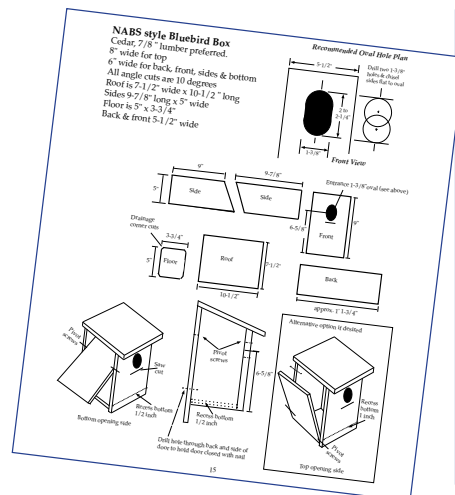 NABS style Bluebird Box
Cedar, 7/8" lumber preferred.
8" wide for top
6" wide for back, front, sides & bottom
All angle cuts are 10 degrees
Roof is 7-1/2" wide x 10-1/2" long
Sides 9-7/8" long x 5" wide
Floor is 5" x 3-3/4"
Back & front 5-1/2" wide
Recommended Oval Hole Plan
5-1/2"
Drill two 1-3/8"
holes & chisel
sides flat to oval
2 to
2-1/4"
1-3/8"
Front View
9"
9-7/8"
5"
Side
Side
Entrance 1-3/8" oval (see above)
6-5/8"
Front
9"
Drainage
corner cuts
3-3/4"
5"
Floor
Roof
7-1/2"
10-1/2"
Back
approx. 1' 1-3/4"
Pivot
screws
Saw
cut
Recess bottom
1/2 inch
Bottom opening side
Pivot
screws
6-5/8"
Recess bottom
1/2 inch
Drill hole through back and side of
door to hold door closed with nail
Alternative option if desired
Recess
bottom
1 inch
Pivot
screws
Top opening side
15